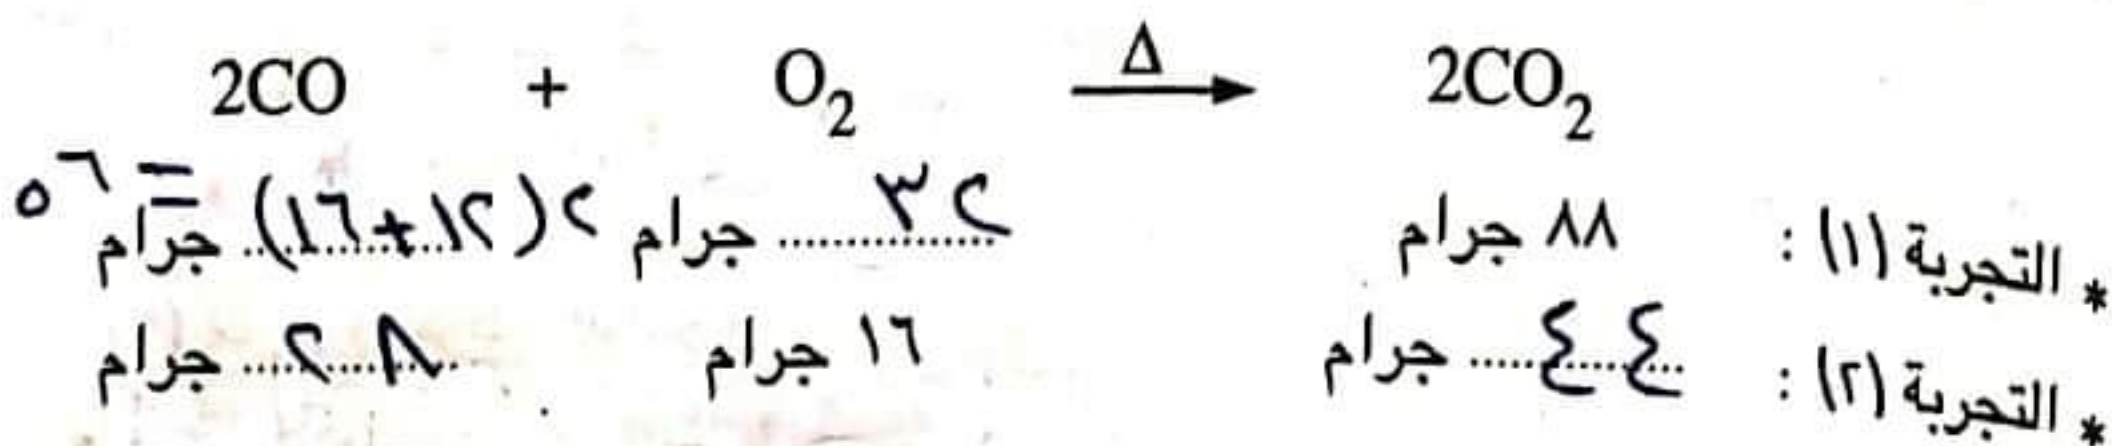 2CO + O₂ —Δ→ 2CO₂
* التجربة (١) : ٨٨ جرام ٣٢ جرام ٢(١٢+١٦) جرام = ٥٦
* التجربة (٢) : ٤٤ جرام ١٦ جرام ٢٨ جرام